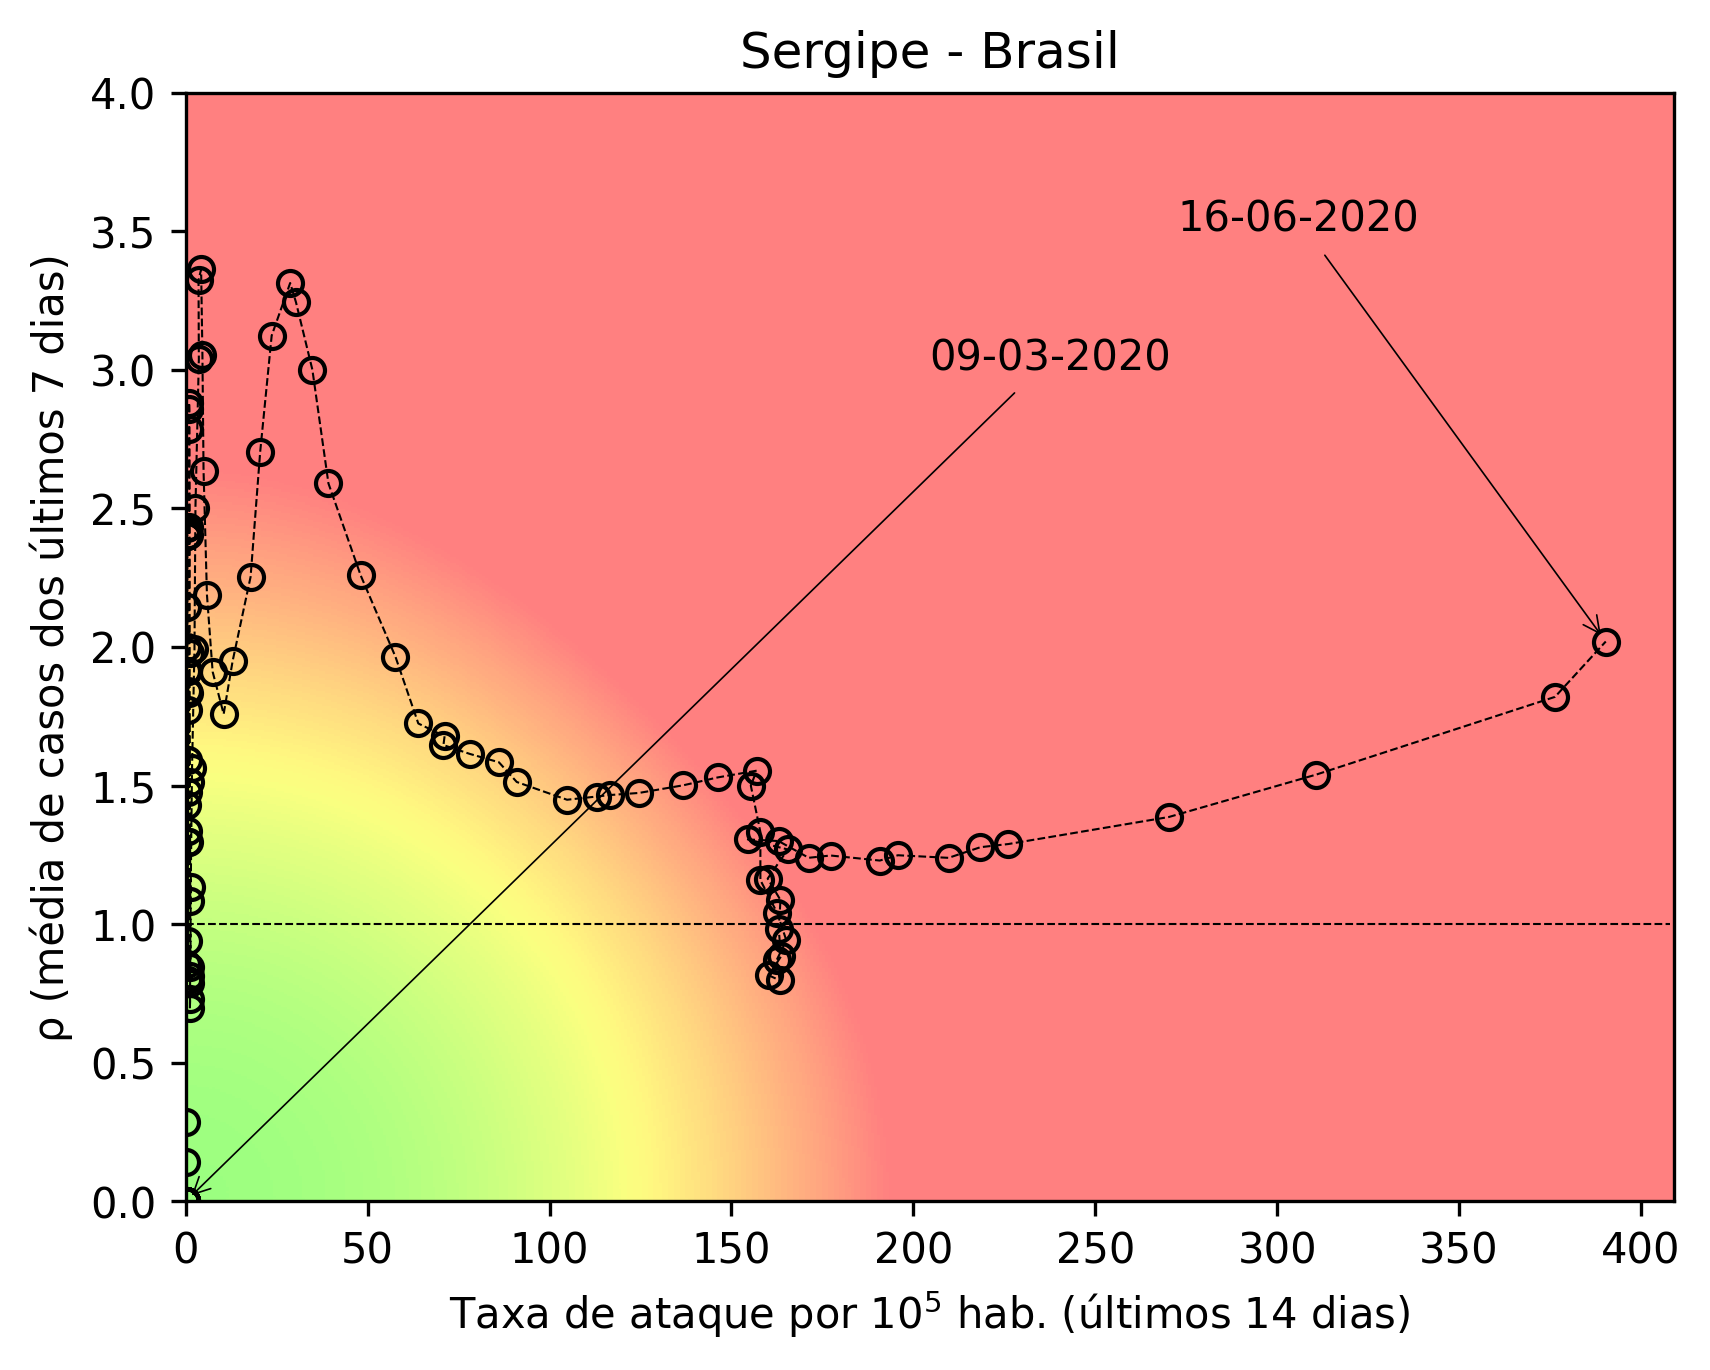 Sergipe - Brasil
4.0
3.5
3.0
2.5
2.0
1.5
1.0
0.5
0.0
ρ (média de casos dos últimos 7 dias)
16-06-2020
09-03-2020
0 50 100 150 200 250 300 350 400
Taxa de ataque por 10⁵ hab. (últimos 14 dias)